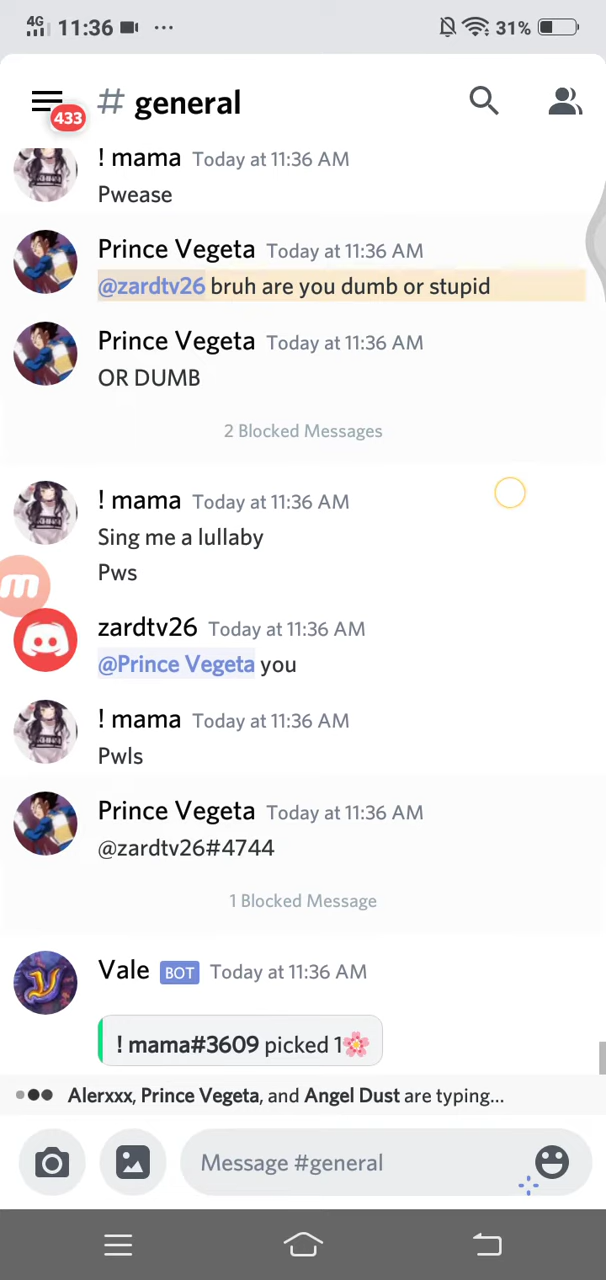 4G 11:36 ... 31%
433 # general
! mama Today at 11:36 AM
Pwease
Prince Vegeta Today at 11:36 AM
@zardtv26 bruh are you dumb or stupid
Prince Vegeta Today at 11:36 AM
OR DUMB
2 Blocked Messages
! mama Today at 11:36 AM
Sing me a lullaby
Pws
zardtv26 Today at 11:36 AM
@Prince Vegeta you
! mama Today at 11:36 AM
Pwls
Prince Vegeta Today at 11:36 AM
@zardtv26#4744
1 Blocked Message
Vale BOT Today at 11:36 AM
! mama#3609 picked 1🌸
Alerxxx, Prince Vegeta, and Angel Dust are typing...
Message #general